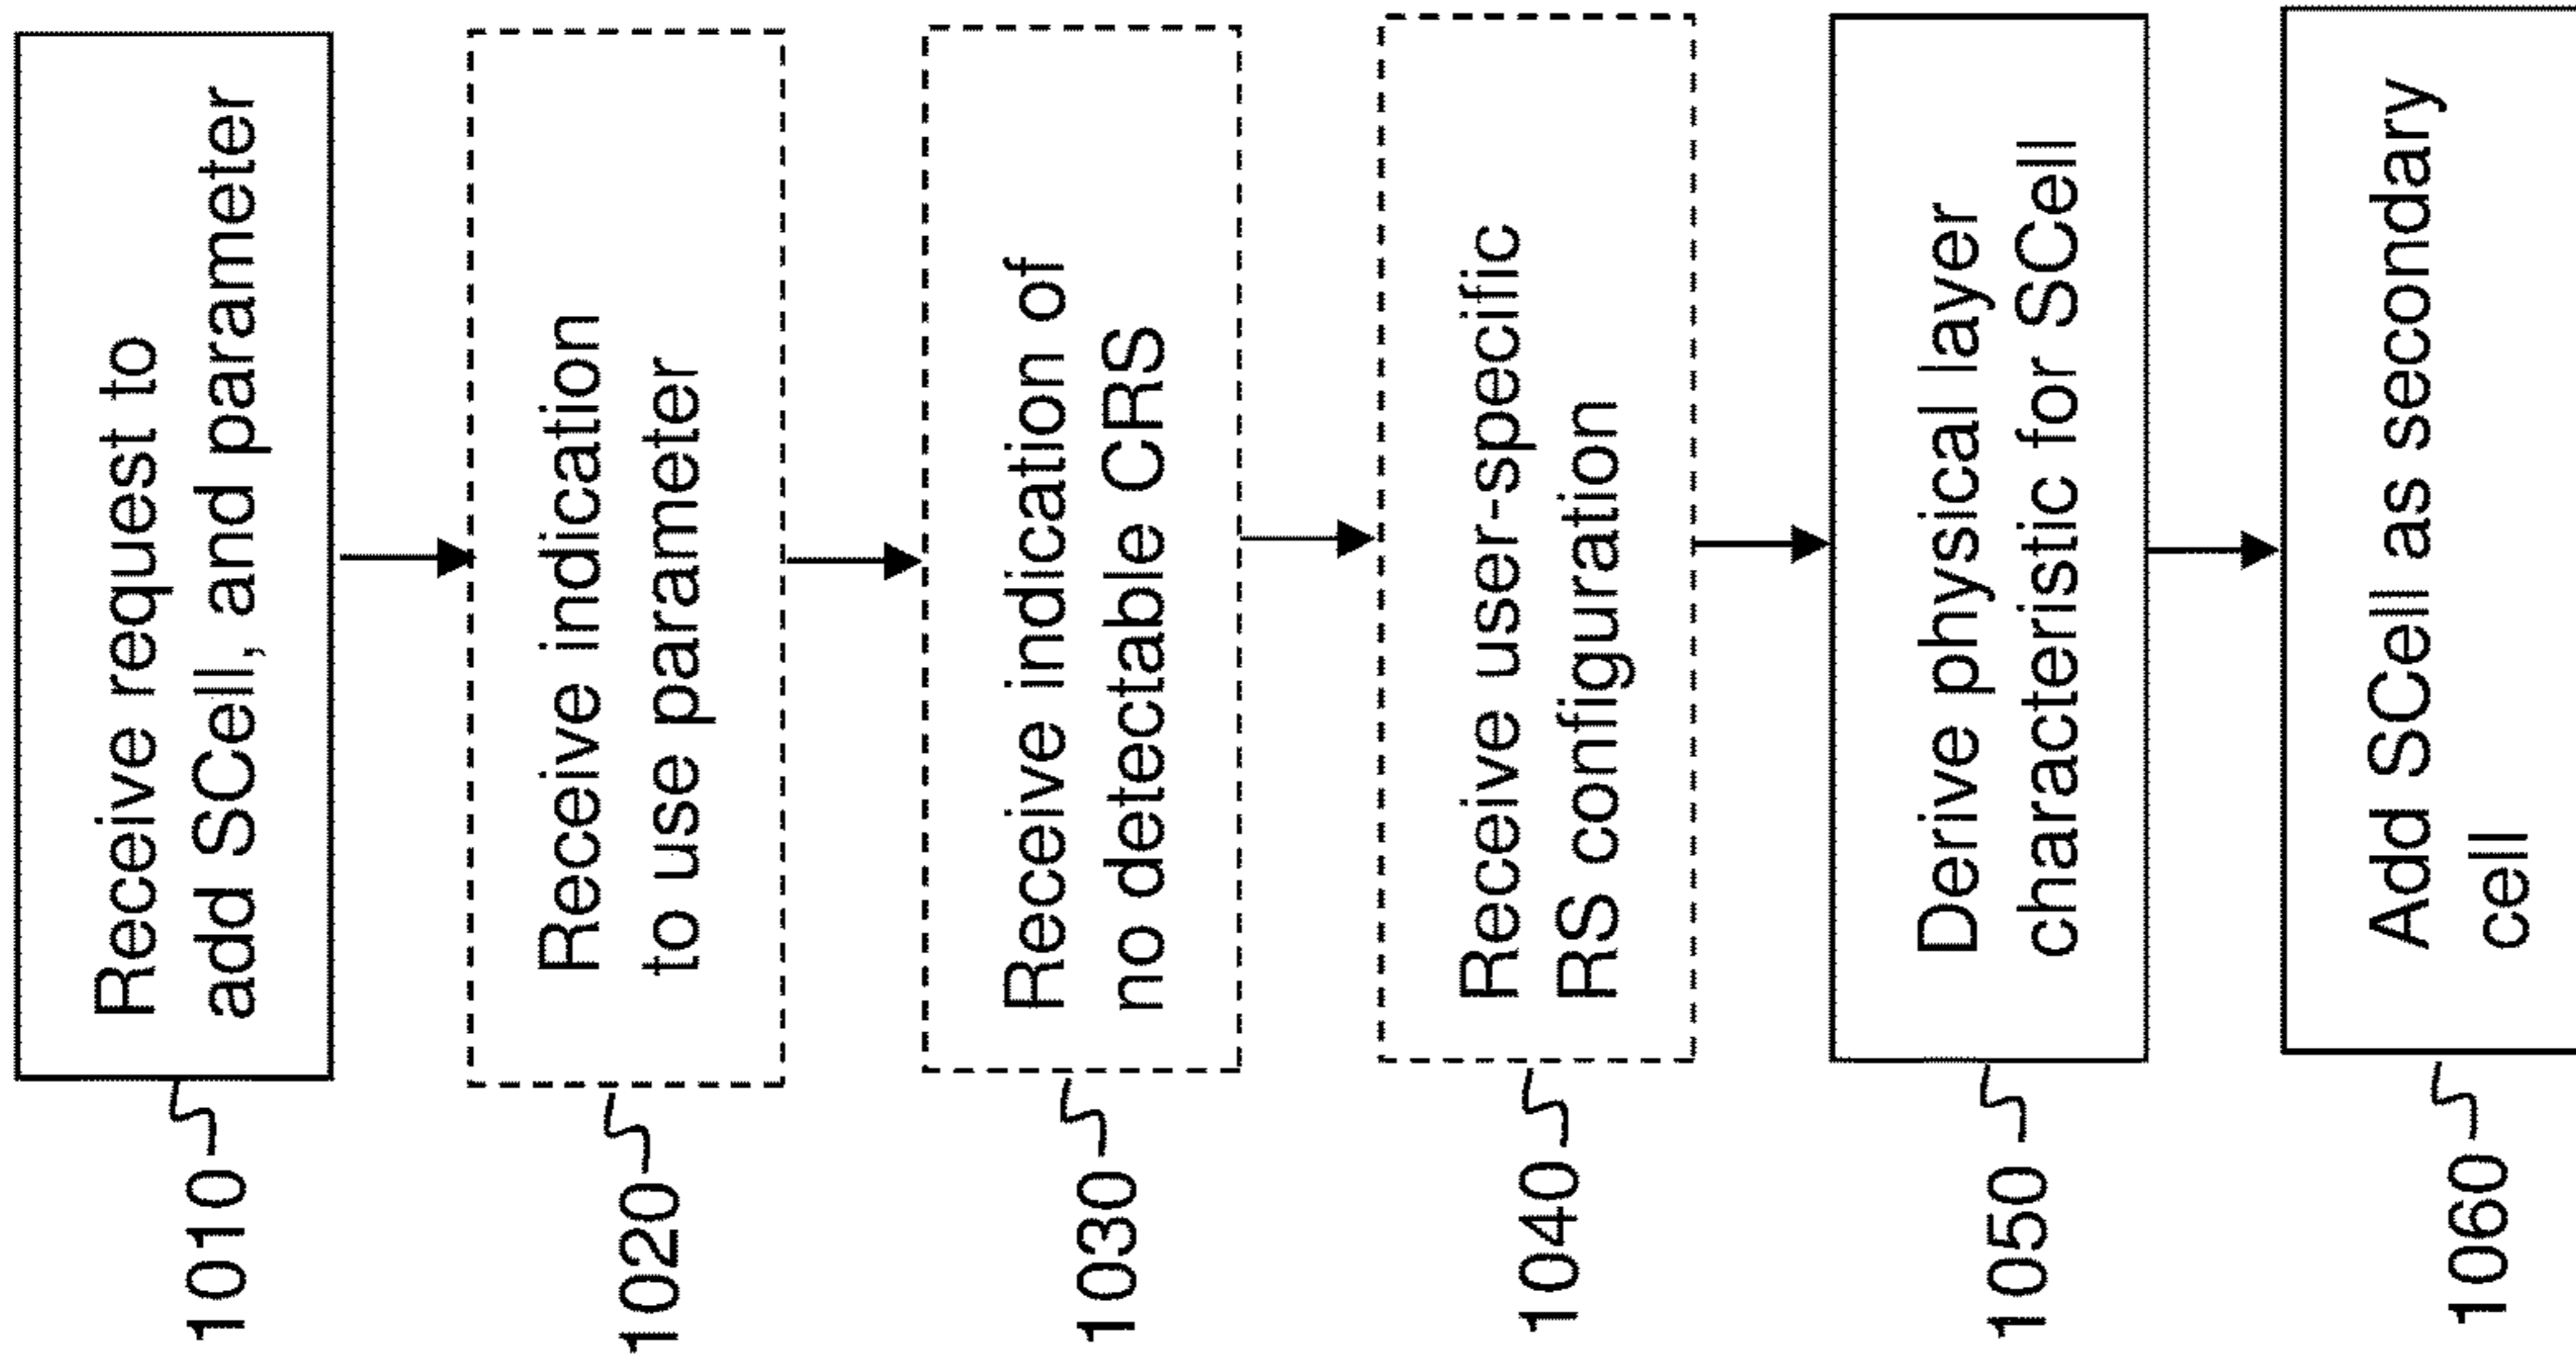 1010
Receive request to
add SCell, and parameter
1020
Receive indication
to use parameter
1030
Receive indication of
no detectable CRS
1040
Receive user-specific
RS configuration
1050
Derive physical layer
characteristic for SCell
1060
Add SCell as secondary
cell